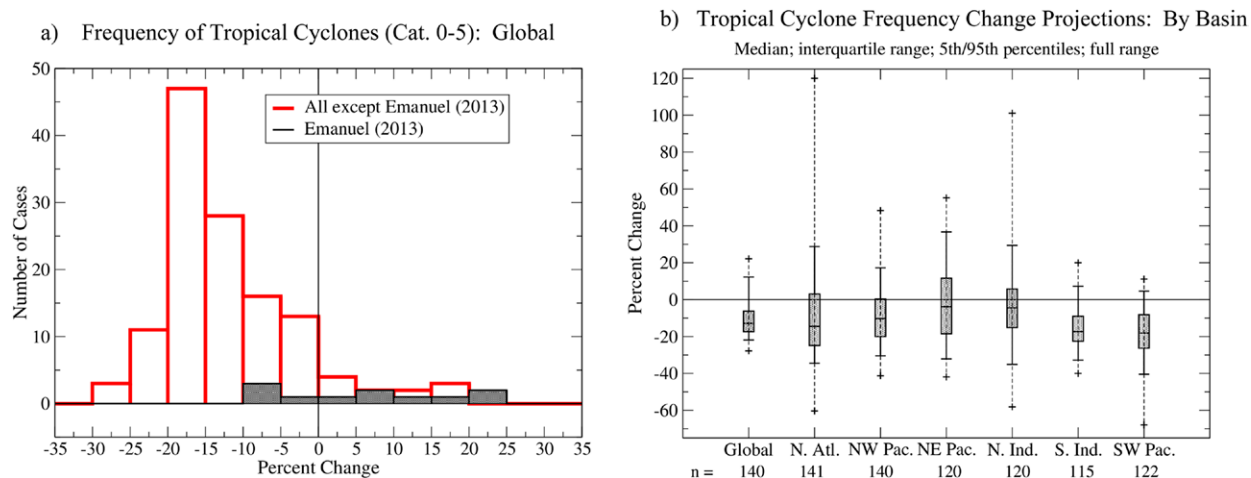 a) Frequency of Tropical Cyclones (Cat. 0-5): Global
50
40
30
20
10
0
Number of Cases
All except Emanuel (2013)
Emanuel (2013)
-35 -30 -25 -20 -15 -10 -5 0 5 10 15 20 25 30 35
Percent Change
b) Tropical Cyclone Frequency Change Projections: By Basin
Median; interquartile range; 5th/95th percentiles; full range
120
100
80
60
40
20
0
-20
-40
-60
Percent Change
Global N. Atl. NW Pac. NE Pac. N. Ind. S. Ind. SW Pac.
n = 140 141 140 120 120 115 122